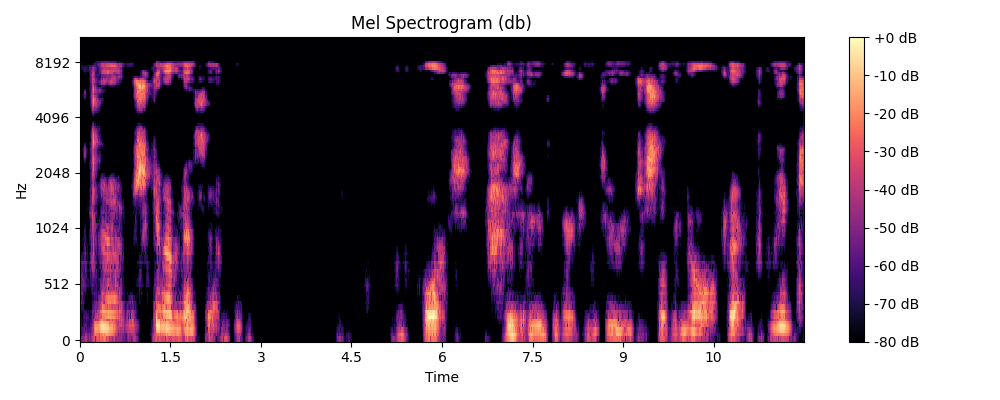 Mel Spectrogram (db)
8192
4096
2048
1024
512
0
Hz
0 1.5 3 4.5 6 7.5 9 10
Time
+0 dB
-10 dB
-20 dB
-30 dB
-40 dB
-50 dB
-60 dB
-70 dB
-80 dB